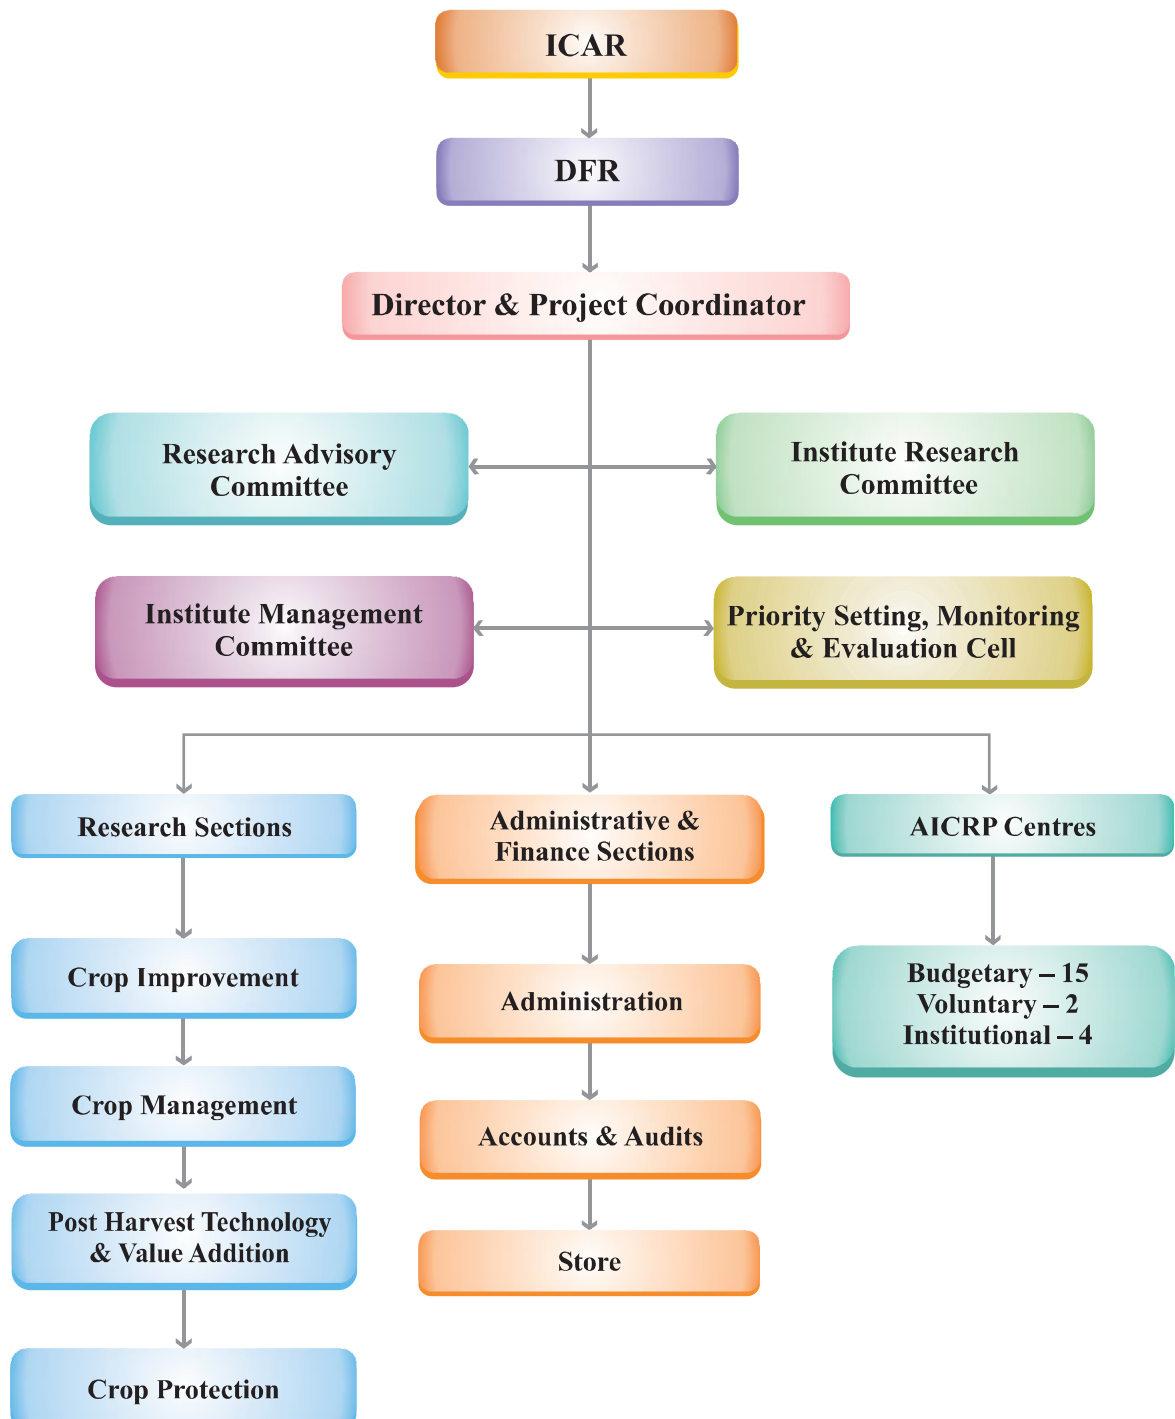 ICAR
DFR
Director & Project Coordinator
Research Advisory
Committee
Institute Research
Committee
Institute Management
Committee
Priority Setting, Monitoring
& Evaluation Cell
Research Sections
Administrative &
Finance Sections
AICRP Centres
Crop Improvement
Administration
Budgetary – 15
Voluntary – 2
Institutional – 4
Crop Management
Accounts & Audits
Post Harvest Technology
& Value Addition
Store
Crop Protection